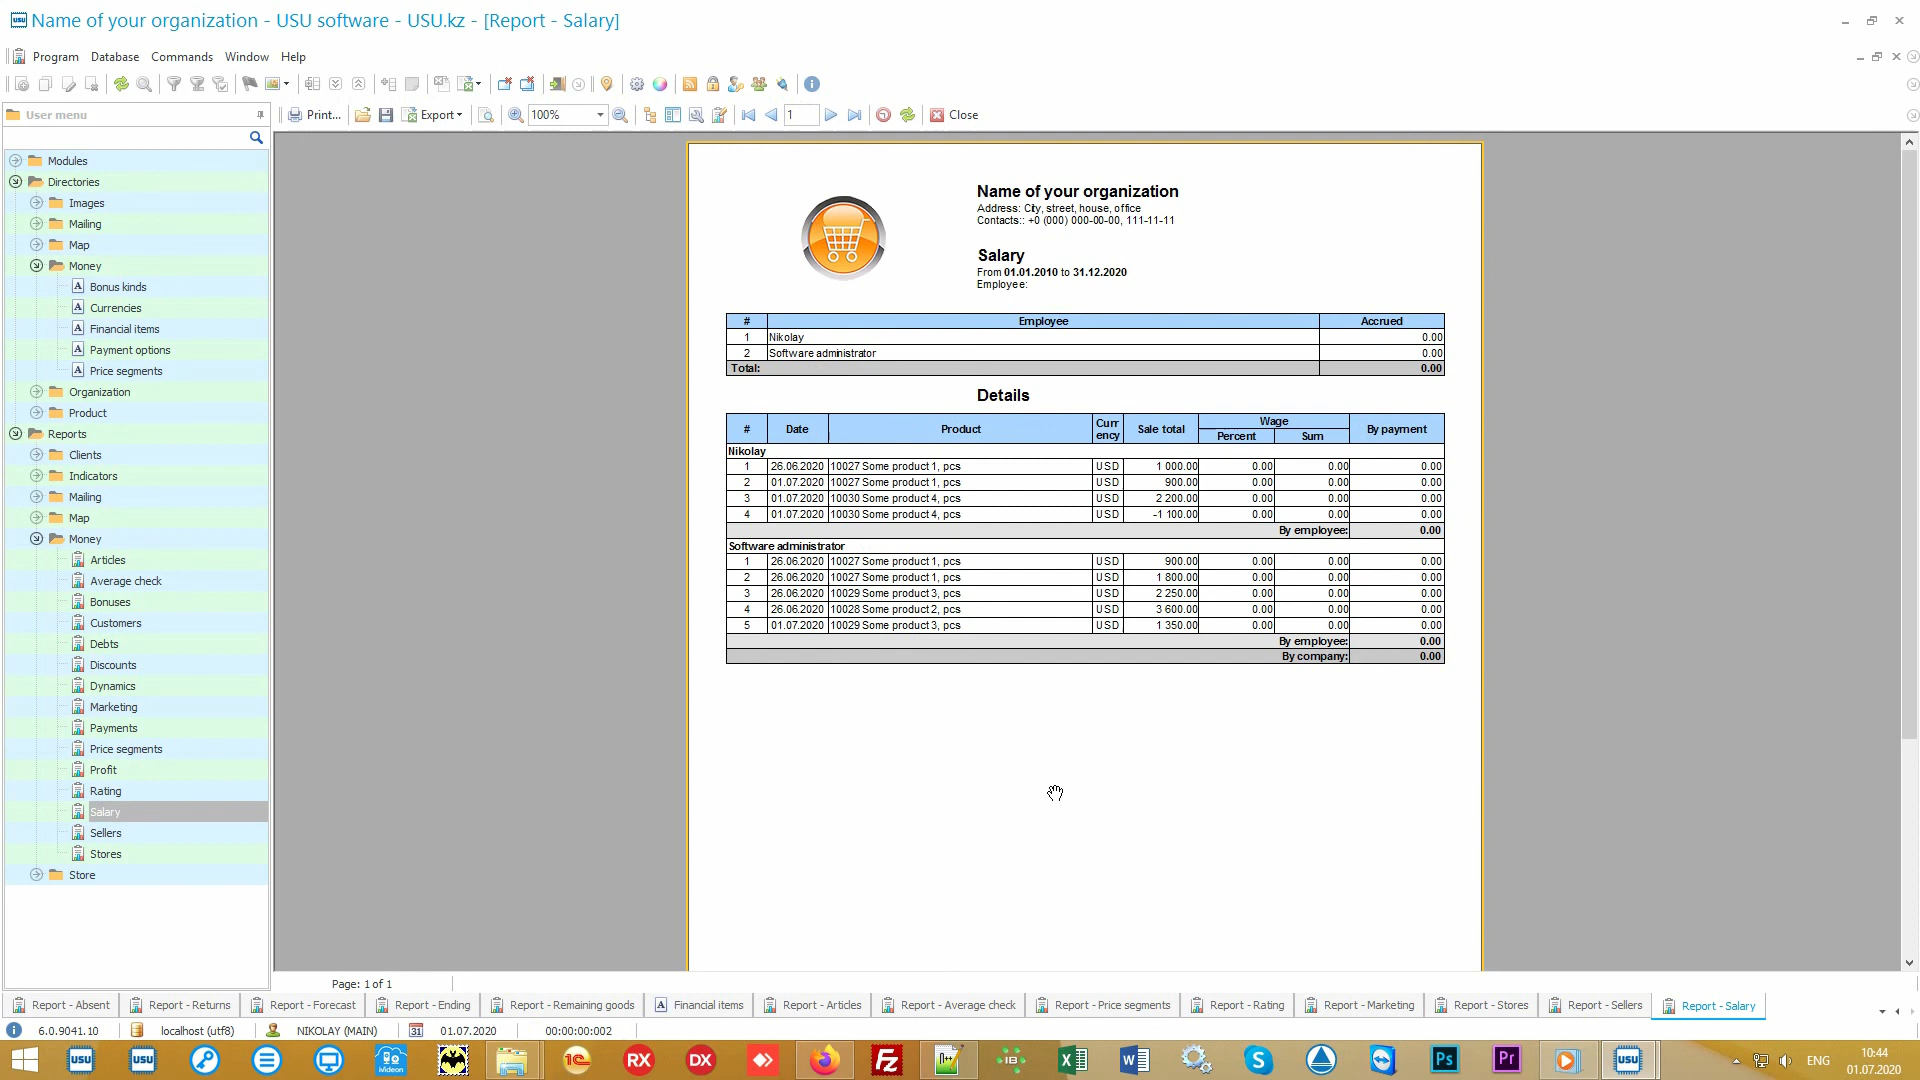 Name of your organization - USU software - USU.kz - [Report - Salary]
Program Database Commands Window Help
User menu
Print... Export 100% 1 Close
Modules
Directories
Images
Mailing
Map
Money
Bonus kinds
Currencies
Financial items
Payment options
Price segments
Organization
Product
Reports
Clients
Indicators
Mailing
Map
Money
Articles
Average check
Bonuses
Customers
Debts
Discounts
Dynamics
Marketing
Payments
Price segments
Profit
Rating
Salary
Sellers
Stores
Store
Name of your organization
Address: City, street, house, office
Contacts:: +0 (000) 000-00-00, 111-11-11
Salary
From 01.01.2010 to 31.12.2020
Employee:
# Employee Accrued
1 Nikolay 0.00
2 Software administrator 0.00
Total: 0.00
Details
# Date Product Curr ency Sale total Wage By payment
Percent Sum
Nikolay
1 26.06.2020 10027 Some product 1, pcs USD 1 000.00 0.00 0.00 0.00
2 01.07.2020 10027 Some product 1, pcs USD 900.00 0.00 0.00 0.00
3 01.07.2020 10030 Some product 4, pcs USD 2 200.00 0.00 0.00 0.00
4 01.07.2020 10030 Some product 4, pcs USD -1 100.00 0.00 0.00 0.00
By employee: 0.00
Software administrator
1 26.06.2020 10027 Some product 1, pcs USD 900.00 0.00 0.00 0.00
2 26.06.2020 10027 Some product 1, pcs USD 1 800.00 0.00 0.00 0.00
3 26.06.2020 10029 Some product 3, pcs USD 2 250.00 0.00 0.00 0.00
4 26.06.2020 10028 Some product 2, pcs USD 3 600.00 0.00 0.00 0.00
5 01.07.2020 10029 Some product 3, pcs USD 1 350.00 0.00 0.00 0.00
By employee: 0.00
By company: 0.00
Page: 1 of 1
Report - Absent Report - Returns Report - Forecast Report - Ending Report - Remaining goods Financial items Report - Articles Report - Average check Report - Price segments Report - Rating Report - Marketing Report - Stores Report - Sellers Report - Salary
6.0.9041.10 localhost (utf8) NIKOLAY (MAIN) 31 01.07.2020 00:00:00:002
USU USU ivideon 1C RX DX FZ IB X W S Ps Pr USU ENG 10:44
01.07.2020